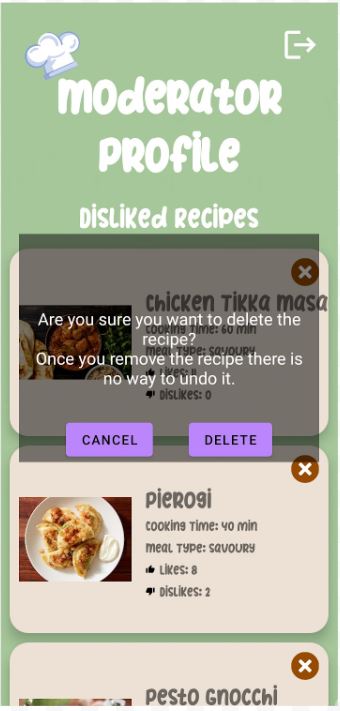 Moderator
Profile
Disliked Recipes
Chicken Tikka Masa
Are you sure you want to delete the
recipe?
Cooking Time: 60 min
Once you remove the recipe there is
Meal Type: Savoury
no way to undo it.
Dislikes: 0
CANCEL
DELETE
Pierogi
Cooking Time: 40 min
Meal Type: Savoury
Likes: 8
Dislikes: 2
Pesto Gnocchi